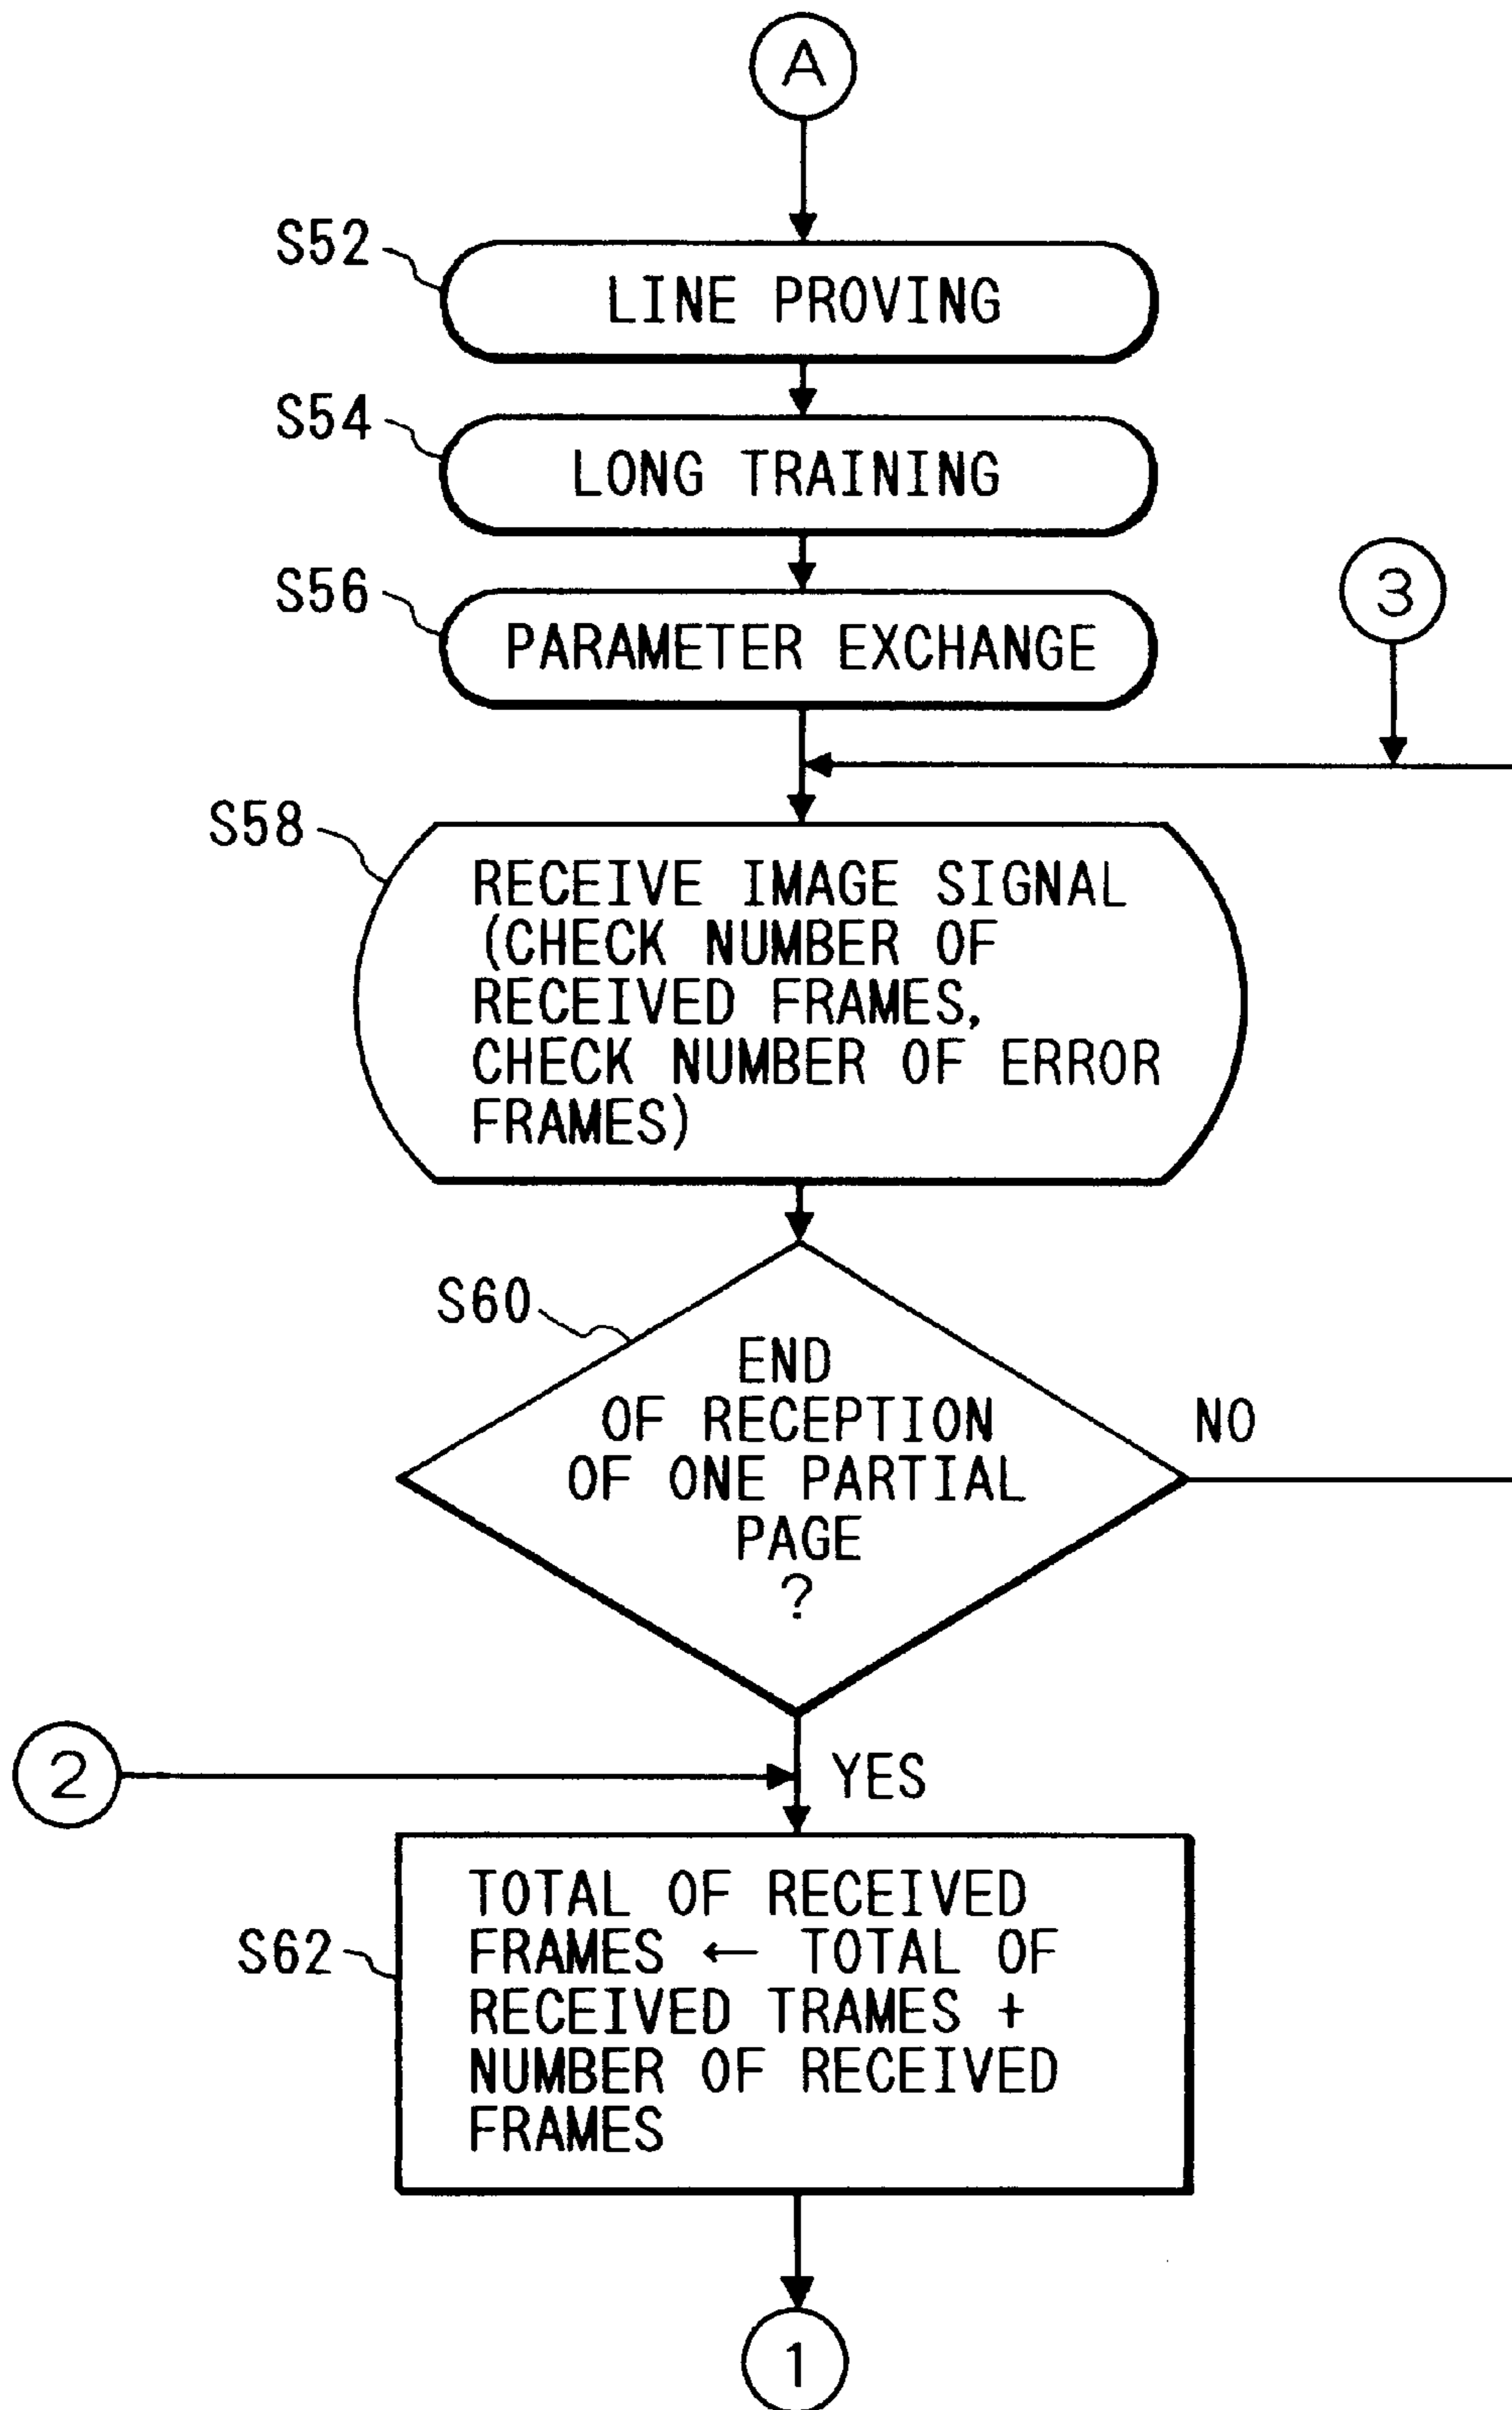 A
S52
LINE PROVING
S54
LONG TRAINING
S56
PARAMETER EXCHANGE
3
S58
RECEIVE IMAGE SIGNAL
(CHECK NUMBER OF
RECEIVED FRAMES,
CHECK NUMBER OF ERROR
FRAMES)
S60
END
OF RECEPTION
OF ONE PARTIAL
PAGE
?
NO
2
YES
S62
TOTAL OF RECEIVED
FRAMES ← TOTAL OF
RECEIVED TRAMES +
NUMBER OF RECEIVED
FRAMES
1